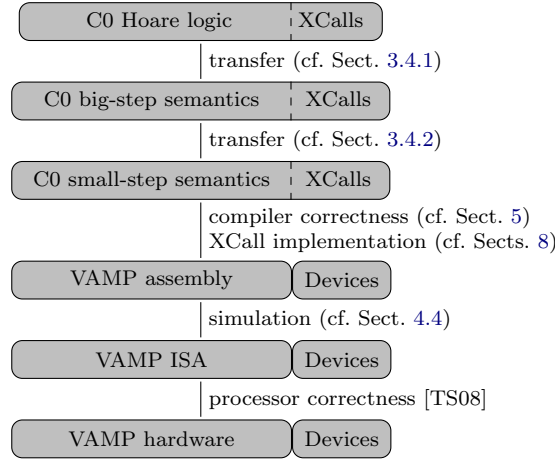 C0 Hoare logic XCalls
transfer (cf. Sect. 3.4.1)
C0 big-step semantics XCalls
transfer (cf. Sect. 3.4.2)
C0 small-step semantics XCalls
compiler correctness (cf. Sect. 5)
XCall implementation (cf. Sects. 8)
VAMP assembly Devices
simulation (cf. Sect. 4.4)
VAMP ISA Devices
processor correctness [TS08]
VAMP hardware Devices